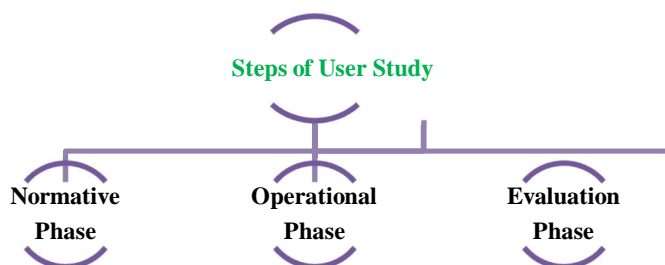 Steps of User Study
Normative
Phase
Operational
Phase
Evaluation
Phase